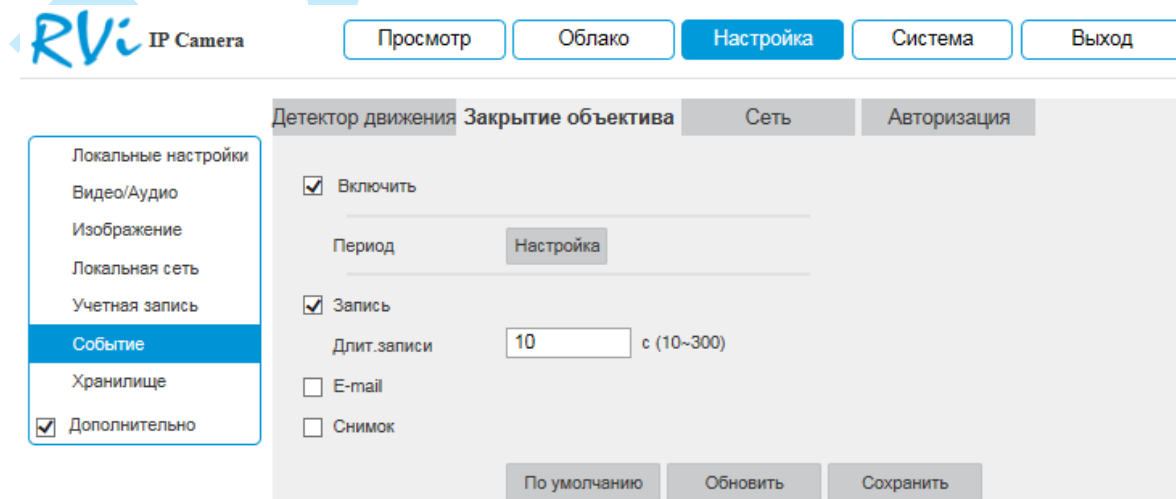 RVi IP Camera
Просмотр Облако Настройка Система Выход
Детектор движения Закрытие объектива Сеть Авторизация
Локальные настройки
Видео/Аудио
Изображение
Локальная сеть
Учетная запись
Событие
Хранилище
Дополнительно
Включить
Период Настройка
Запись
Длит.записи 10 с (10~300)
E-mail
Снимок
По умолчанию Обновить Сохранить